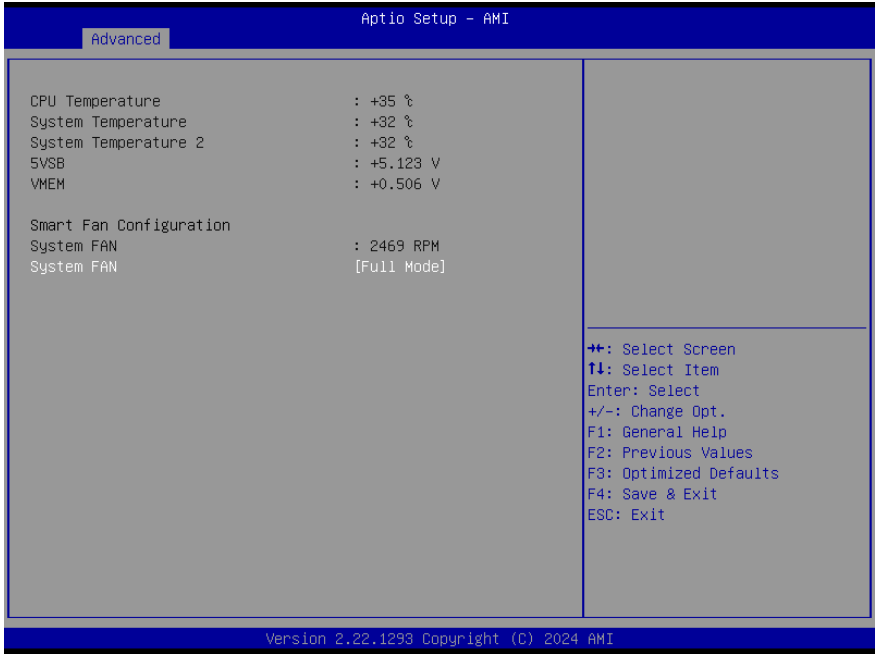 Aptio Setup - AMI
Advanced
CPU Temperature : +35 ℃
System Temperature : +32 ℃
System Temperature 2 : +32 ℃
5VSB : +5.123 V
VMEM : +0.506 V
Smart Fan Configuration
System FAN : 2469 RPM
System FAN [Full Mode]
→←: Select Screen
↑↓: Select Item
Enter: Select
+/-: Change Opt.
F1: General Help
F2: Previous Values
F3: Optimized Defaults
F4: Save & Exit
ESC: Exit
Version 2.22.1293 Copyright (C) 2024 AMI